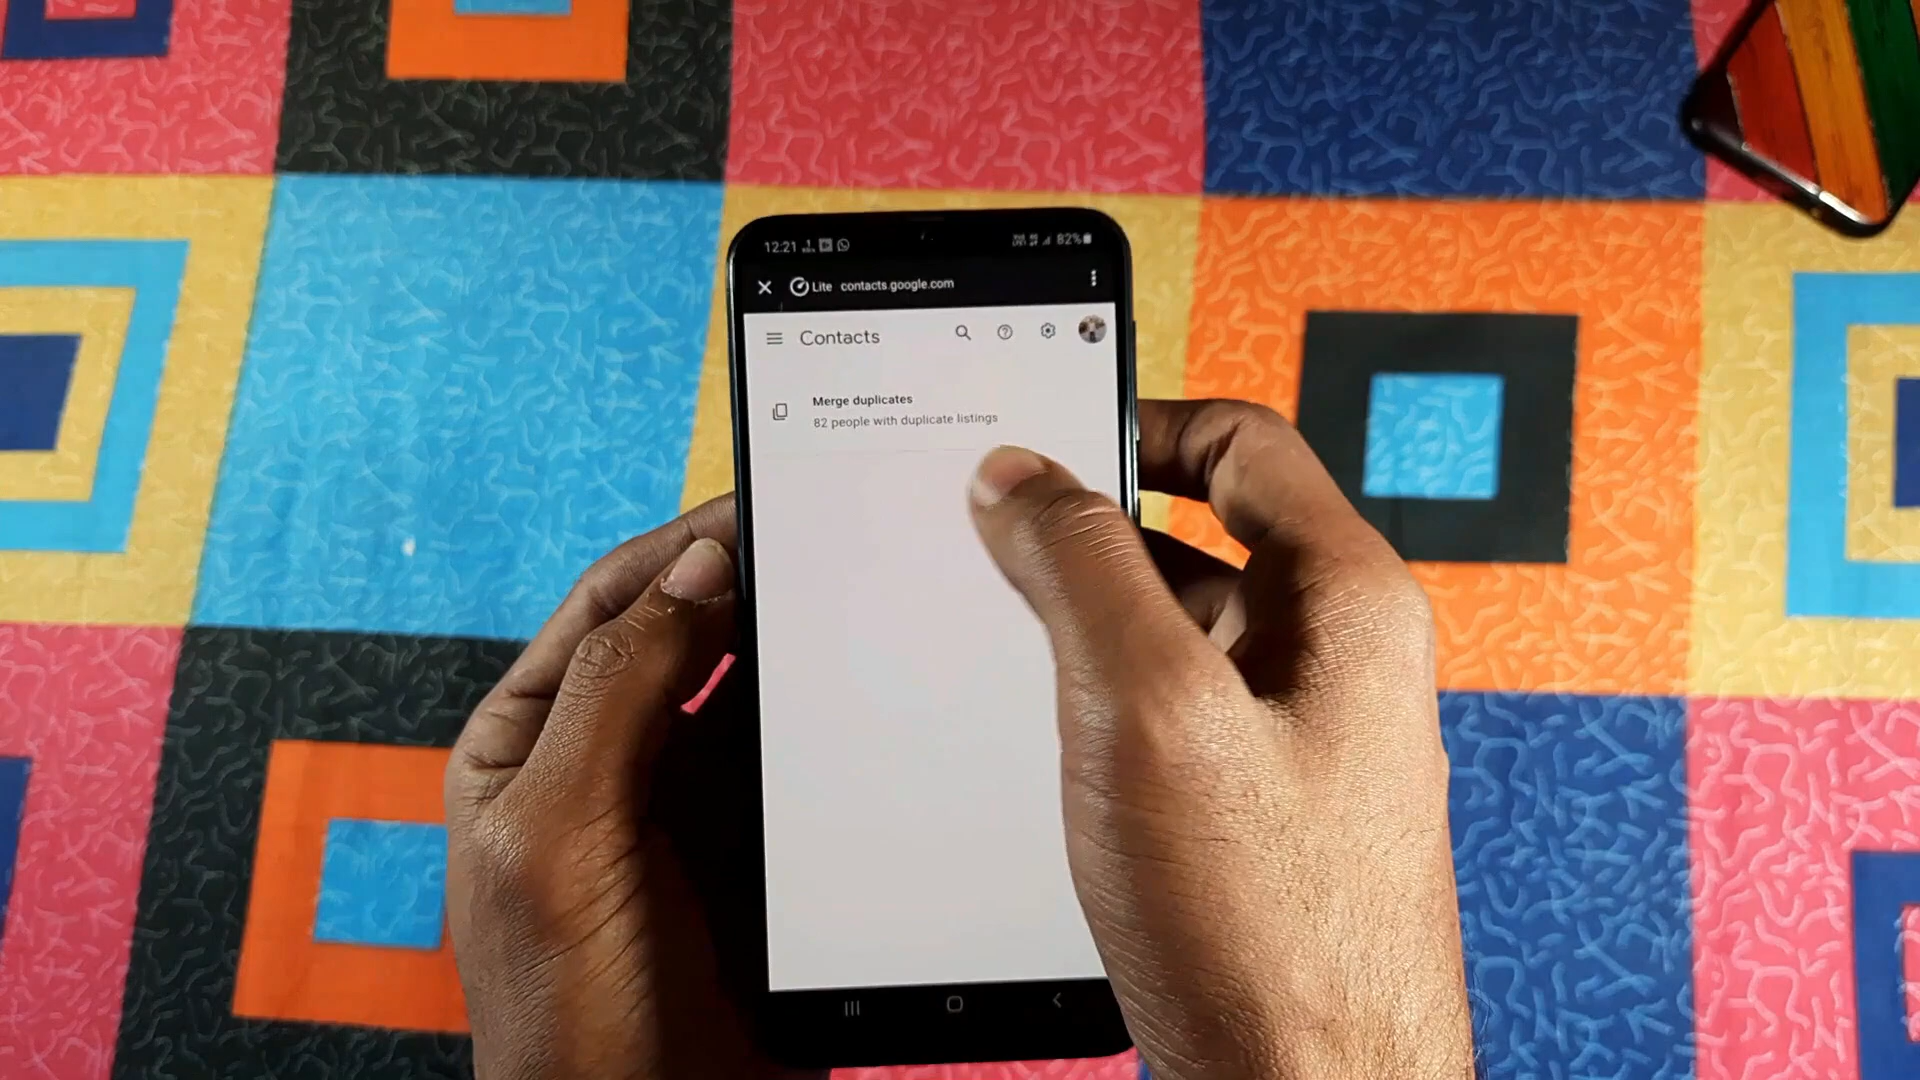 12:21
82%
Lite contacts.google.com
Contacts
Merge duplicates
82 people with duplicate listings